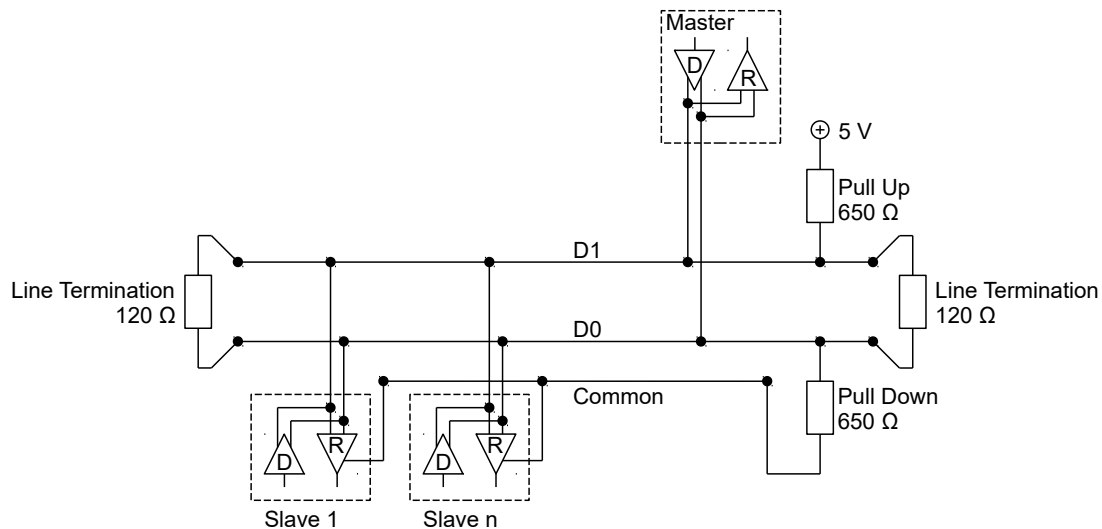 Master
D
R
5 V
Pull Up
650 Ω
D1
Line Termination
120 Ω
Line Termination
120 Ω
D0
Common
Pull Down
650 Ω
D
R
D
R
Slave 1
Slave n